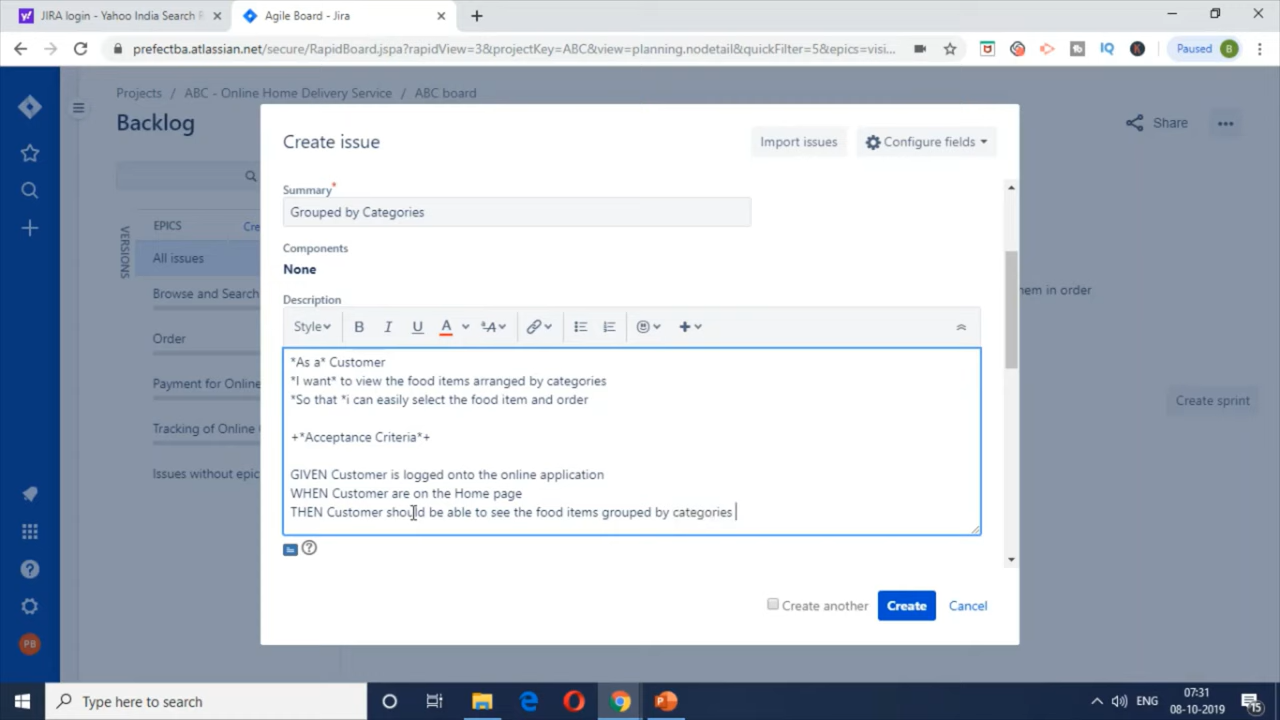 JIRA login - Yahoo India Search R
Agile Board - Jira
prefectba.atlassian.net/secure/RapidBoard.jspa?rapidView=3&projectKey=ABC&view=planning.nodetail&quickFilter=5&epics=visi...
IQ
K
Paused
B
Projects / ABC - Online Home Delivery Service / ABC board
Backlog
Share
VERSIONS
EPICS
Cre
All issues
Browse and Search
Order
Payment for Online
Tracking of Online
Issues without epic
em in order
Create sprint
Create issue
Import issues
Configure fields
Summary*
Grouped by Categories
Components
None
Description
Style
B
I
U
A
ᵃA
*As a* Customer
*I want* to view the food items arranged by categories
*So that *i can easily select the food item and order
+*Acceptance Criteria*+
GIVEN Customer is logged onto the online application
WHEN Customer are on the Home page
THEN Customer should be able to see the food items grouped by categories
Create another
Create
Cancel
PB
Type here to search
ENG
07:31
08-10-2019
15